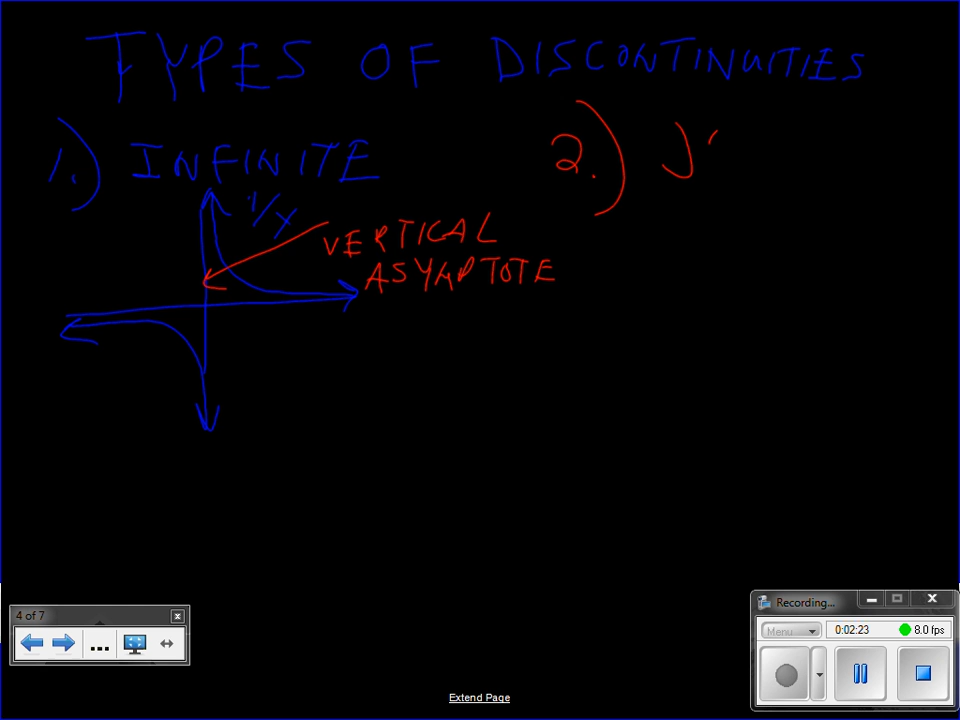 TYPES OF DISCONTINUITIES
1.) INFINITE
2.) J
1/x
VERTICAL
ASYMPTOTE
4 of 7
...
Recording...
Menu
0:02:23
8.0 fps
Extend Page